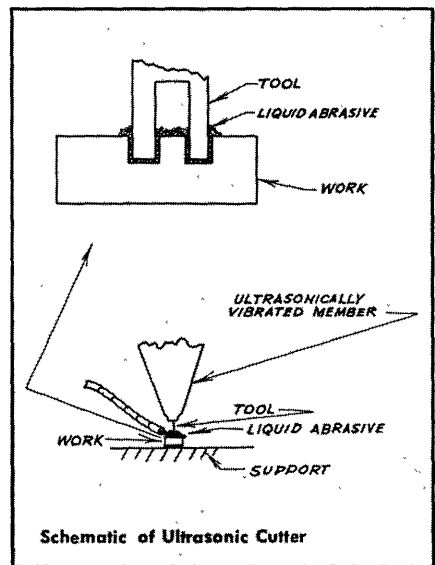 TOOL
LIQUID ABRASIVE
WORK
ULTRASONICALLY
VIBRATED MEMBER
TOOL
LIQUID ABRASIVE
WORK
SUPPORT
Schematic of Ultrasonic Cutter